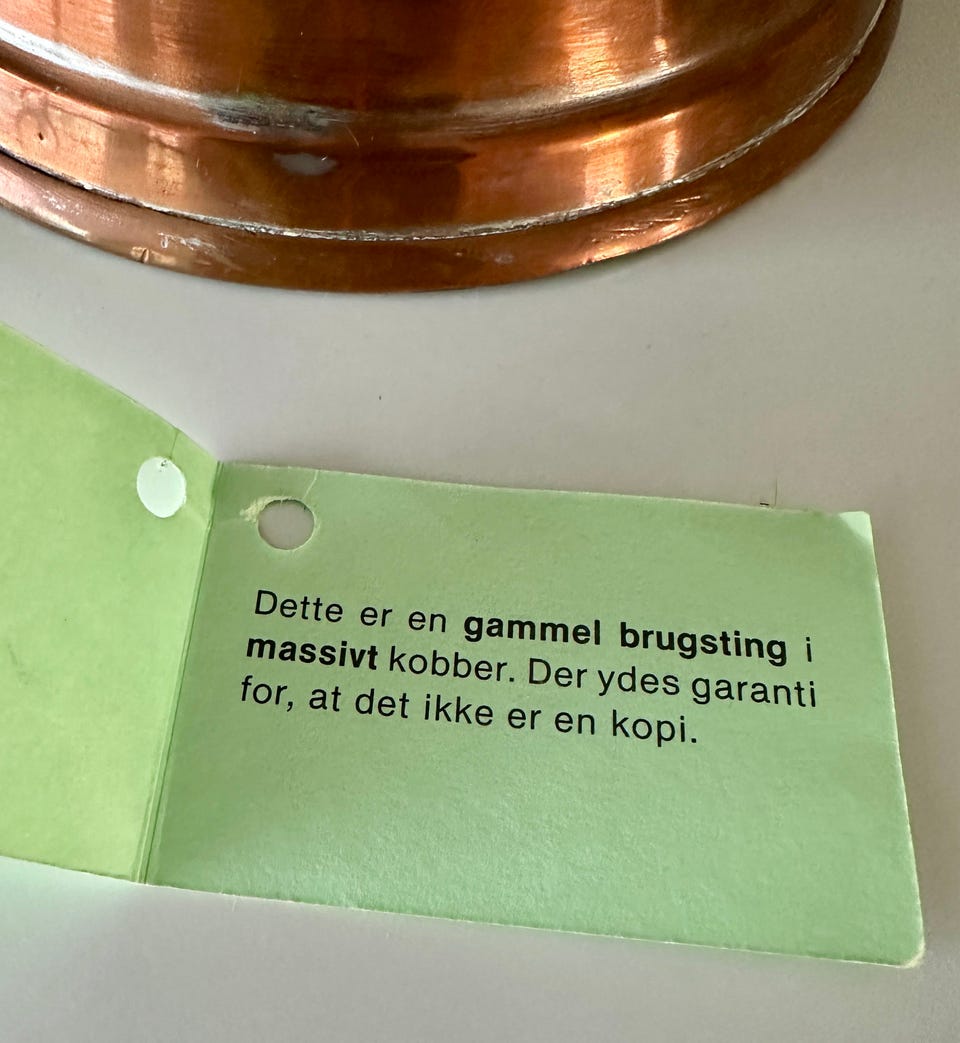 Dette er en gammel brugsting i
massivt kobber. Der ydes garanti
for, at det ikke er en kopi.